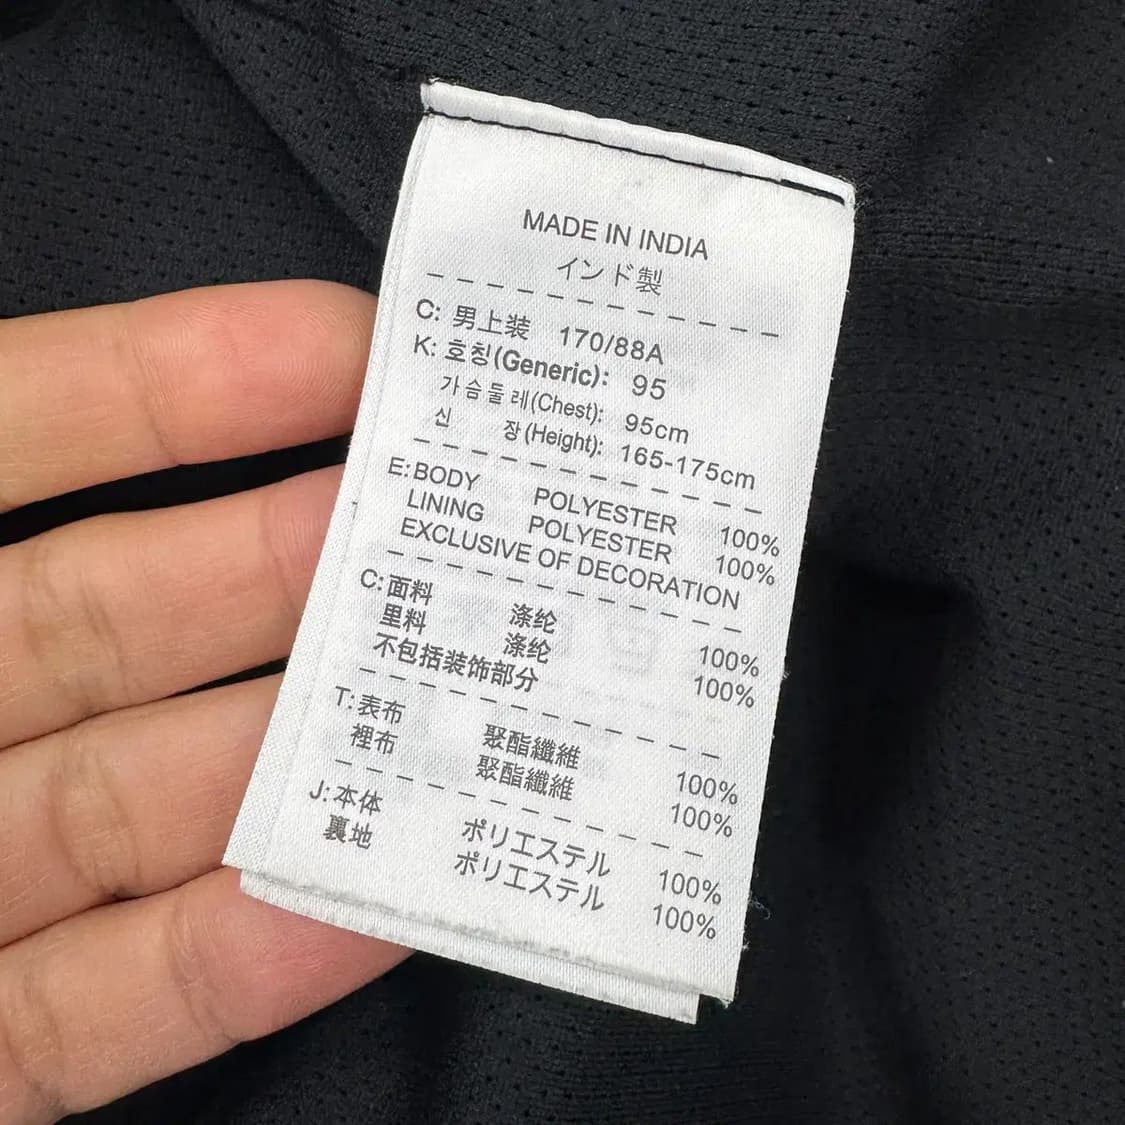 MADE IN INDIA
インド製
C: 男上装 170/88A
K: 호칭(Generic): 95
가슴둘레(Chest): 95cm
신 장(Height): 165-175cm
E: BODY POLYESTER 100%
LINING POLYESTER 100%
EXCLUSIVE OF DECORATION
C: 面料 涤纶 100%
里料 涤纶 100%
不包括装饰部分
T: 表布 聚酯纖維 100%
裡布 聚酯纖維 100%
J: 本体 ポリエステル 100%
裏地 ポリエステル 100%